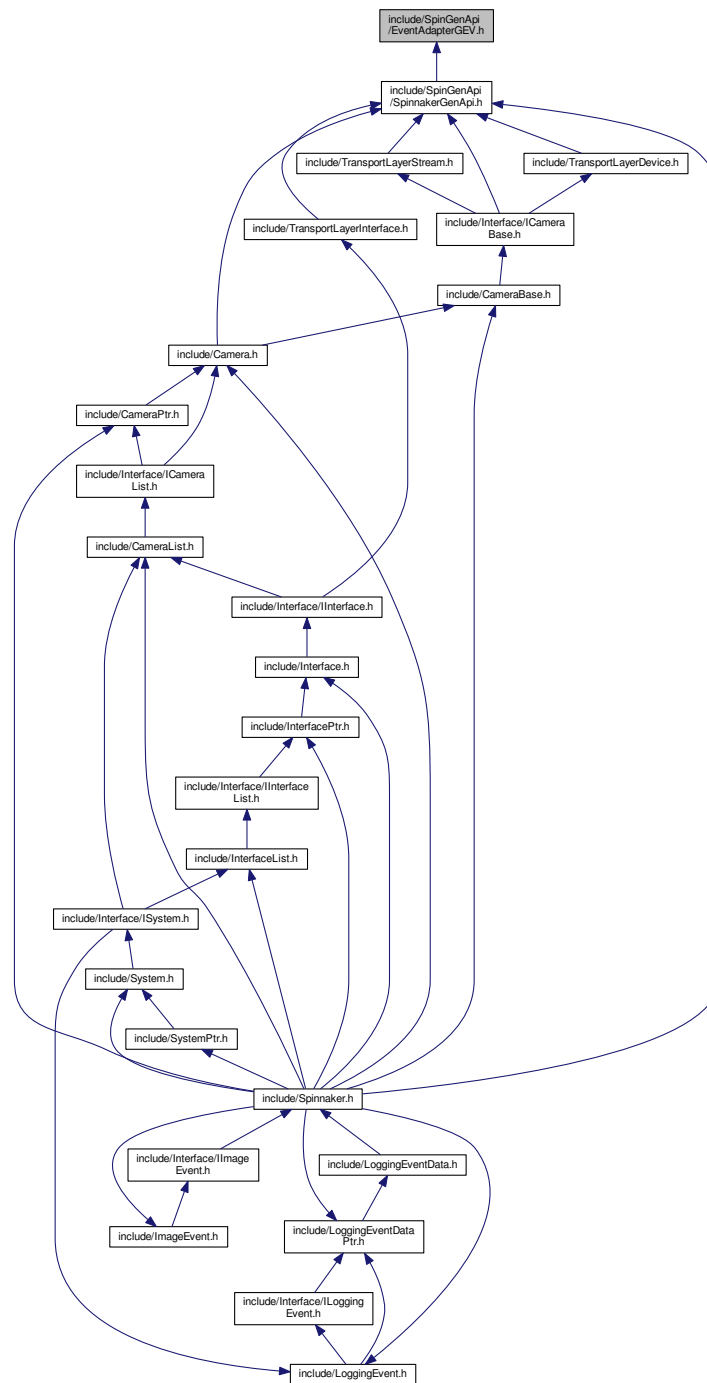 include/SpinGenApi
/EventAdapterGEV.h
include/SpinGenApi
/SpinnakerGenApi.h
include/TransportLayerStream.h
include/TransportLayerDevice.h
include/TransportLayerInterface.h
include/Interface/ICamera
Base.h
include/CameraBase.h
include/Camera.h
include/CameraPtr.h
include/Interface/ICamera
List.h
include/CameraList.h
include/Interface/IInterface.h
include/Interface.h
include/InterfacePtr.h
include/Interface/IInterface
List.h
include/InterfaceList.h
include/Interface/ISystem.h
include/System.h
include/SystemPtr.h
include/Spinnaker.h
include/Interface/IImage
Event.h
include/LoggingEventData.h
include/ImageEvent.h
include/LoggingEventData
Ptr.h
include/Interface/ILogging
Event.h
include/LoggingEvent.h